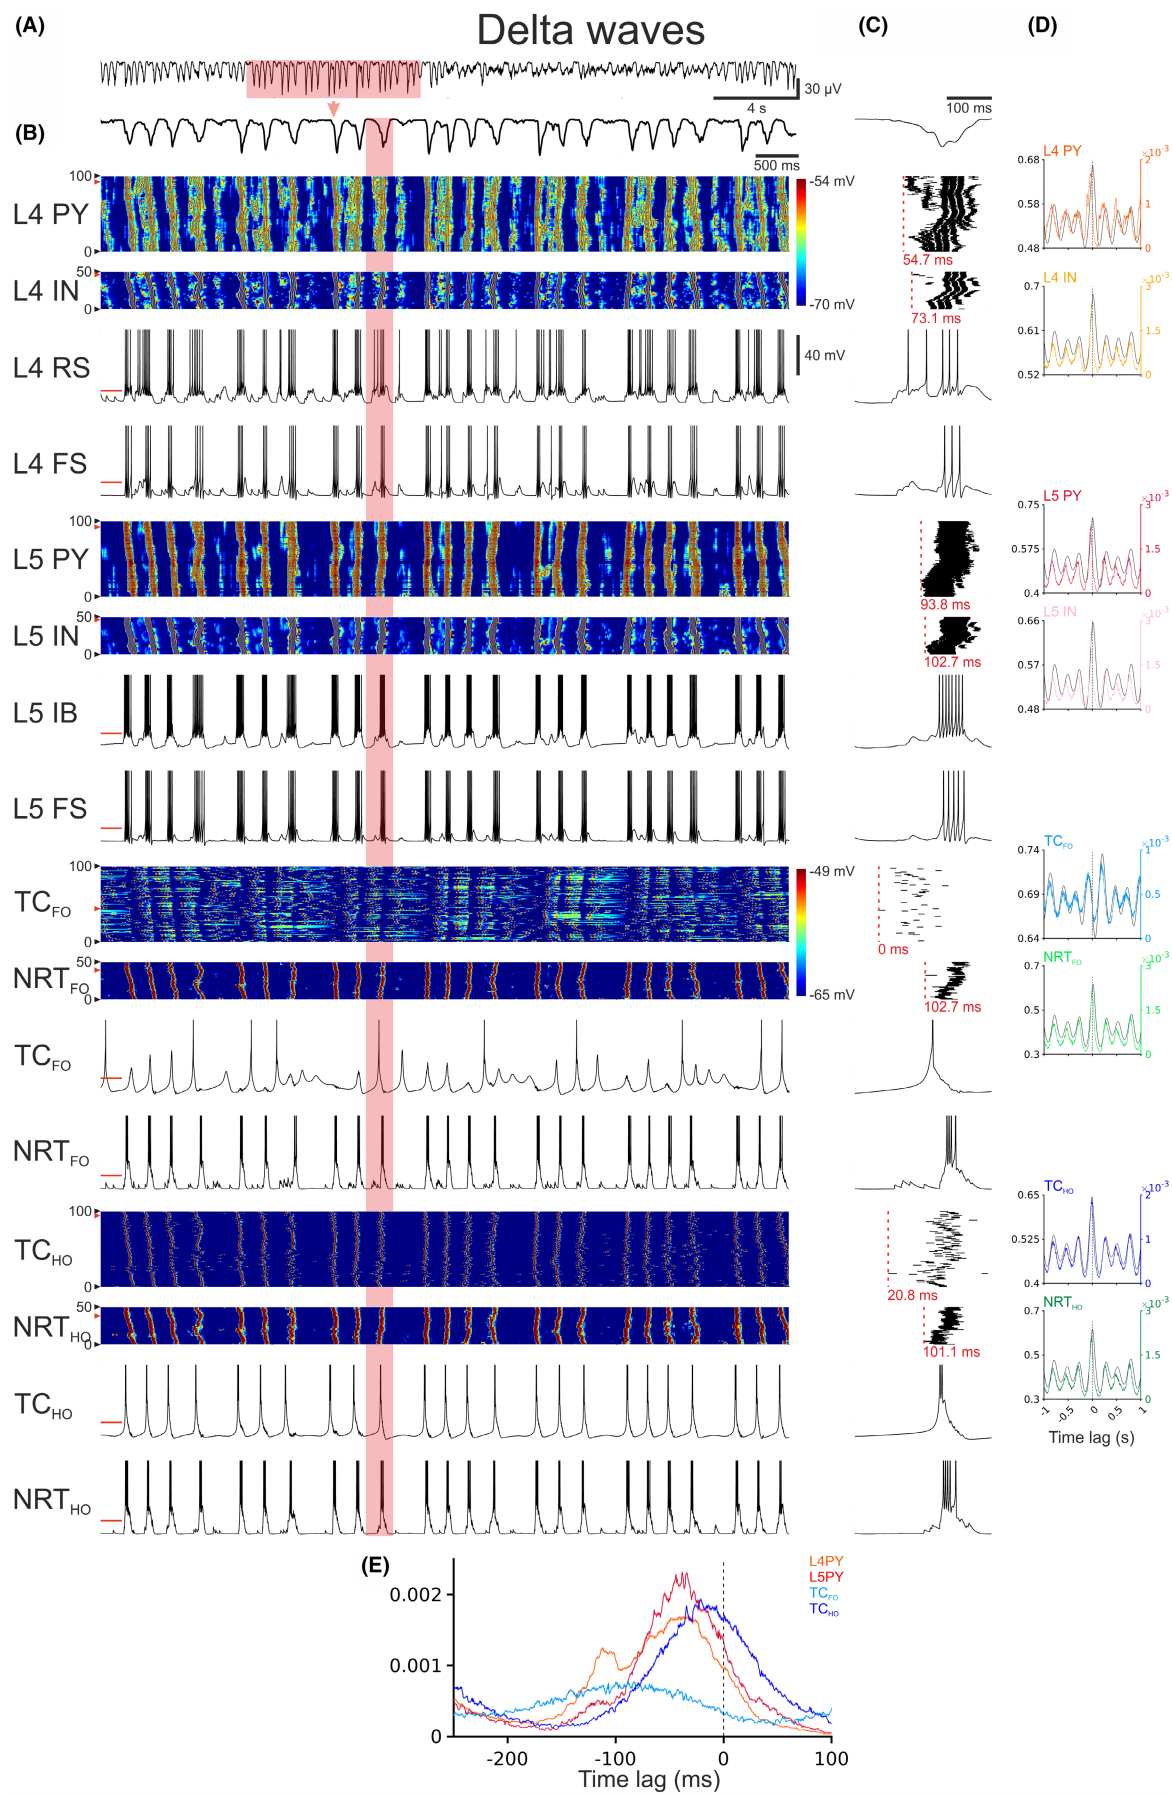 (A)
Delta waves
(C)
(D)
30 µV
4 s
100 ms
(B)
500 ms
L4 PY
100
0
-54 mV
-70 mV
54.7 ms
L4 PY
×10⁻³
0.68
0.58
0.48
2
1
0
L4 IN
50
0
73.1 ms
L4 IN
×10⁻³
0.7
0.61
0.52
3
1.5
0
L4 RS
40 mV
L4 FS
L5 PY
100
0
93.8 ms
L5 PY
×10⁻³
0.75
0.575
0.4
3
1.5
0
L5 IN
50
0
102.7 ms
L5 IN
×10⁻³
0.66
0.57
0.48
3
1.5
0
L5 IB
L5 FS
TCFO
100
0
-49 mV
-65 mV
0 ms
TCFO
×10⁻³
0.74
0.69
0.64
1
0.5
0
NRTFO
50
0
102.7 ms
NRTFO
×10⁻³
0.7
0.5
0.3
3
1.5
0
TCFO
NRTFO
TCHO
100
0
20.8 ms
TCHO
×10⁻³
0.65
0.525
0.4
2
1
0
NRTHO
50
0
101.1 ms
NRTHO
×10⁻³
0.7
0.5
0.3
3
1.5
0
-1
-0.5
0
0.5
1
Time lag (s)
TCHO
NRTHO
(E)
L4PY
L5PY
TCFO
TCHO
0.002
0.001
0
-200
-100
0
100
Time lag (ms)